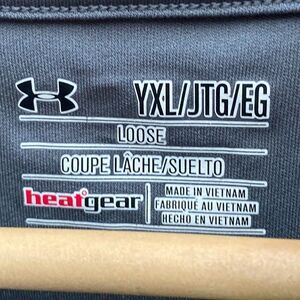 YXL/JTG/EG
LOOSE
COUPE LÂCHE/SUELTO
heatgear
MADE IN VIETNAM
FABRIQUÉ AU VIETNAM
HECHO EN VIETNAM